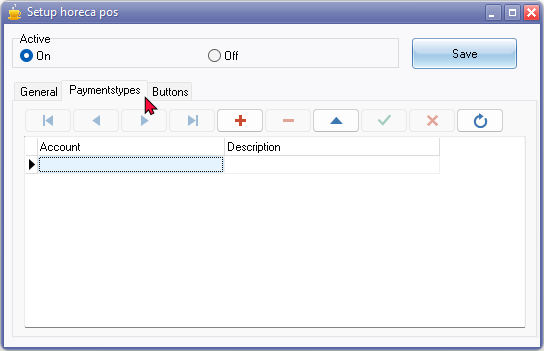 Setup horeca pos
Active
On
Off
Save
General
Paymentstypes
Buttons
Account
Description